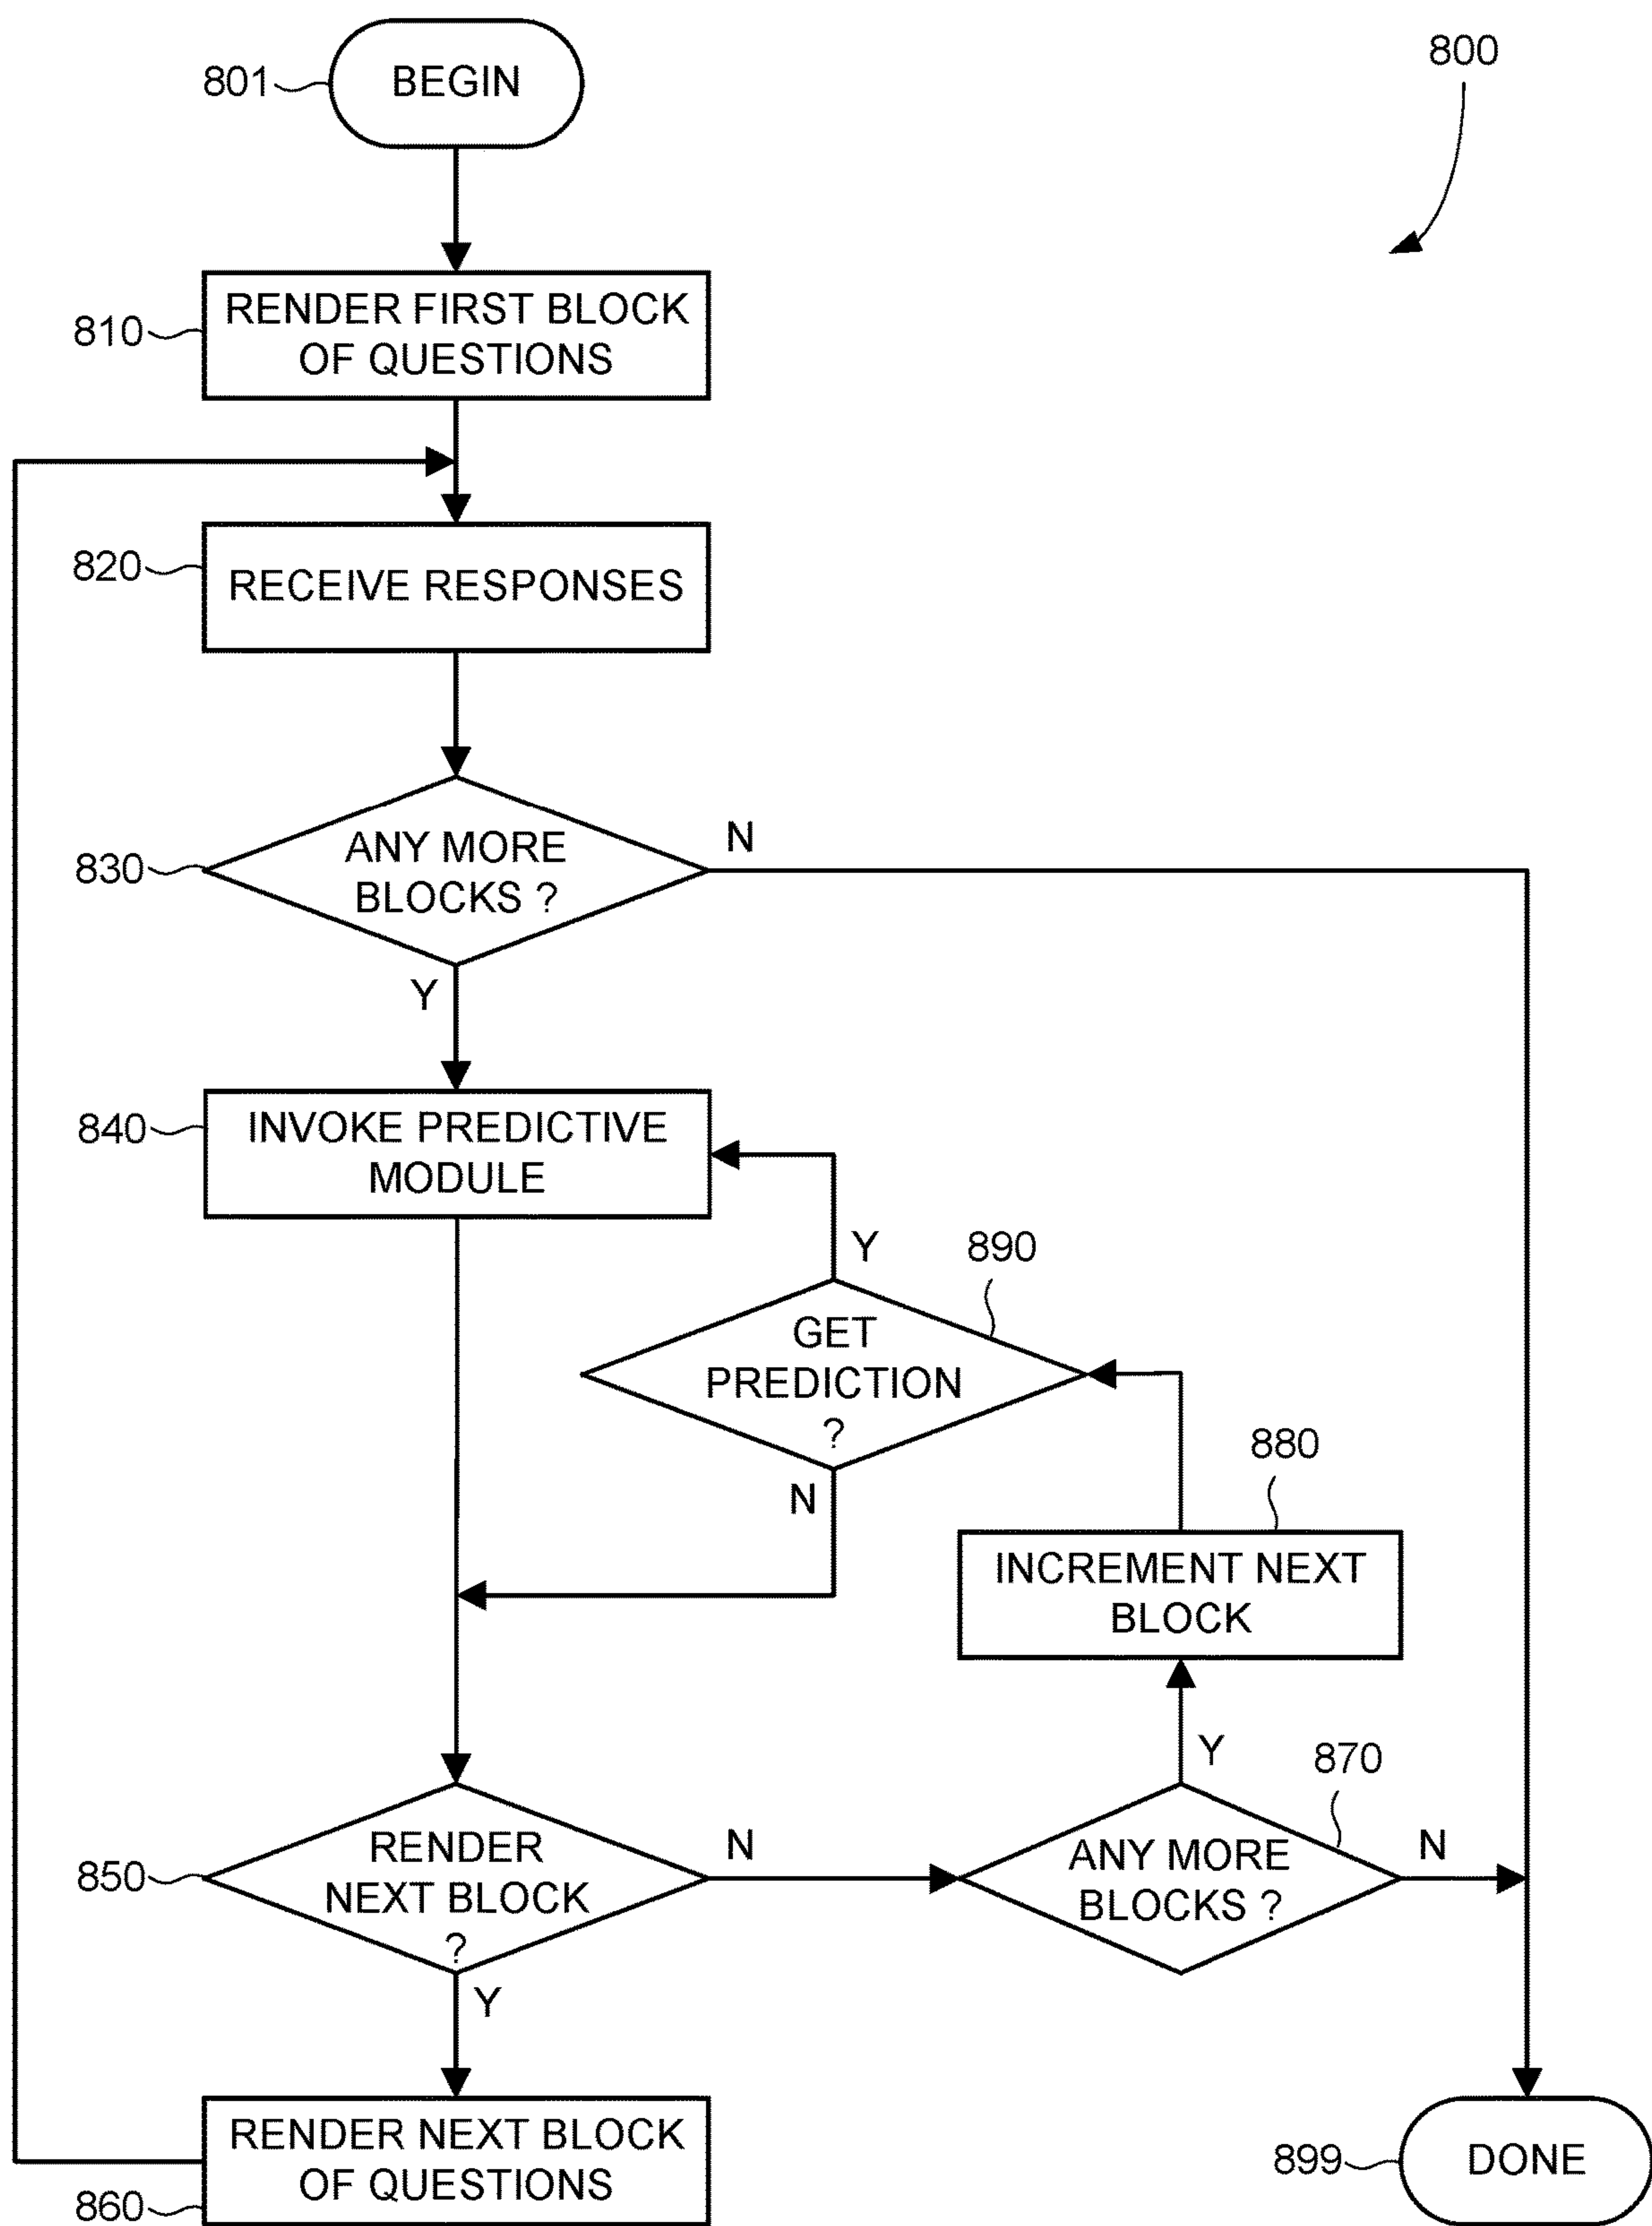 800
801
BEGIN
810
RENDER FIRST BLOCK
OF QUESTIONS
820
RECEIVE RESPONSES
830
ANY MORE
BLOCKS ?
N
Y
840
INVOKE PREDICTIVE
MODULE
Y
890
GET
PREDICTION
?
N
880
INCREMENT NEXT
BLOCK
Y
870
850
RENDER
NEXT BLOCK
?
N
ANY MORE
BLOCKS ?
N
Y
860
RENDER NEXT BLOCK
OF QUESTIONS
899
DONE